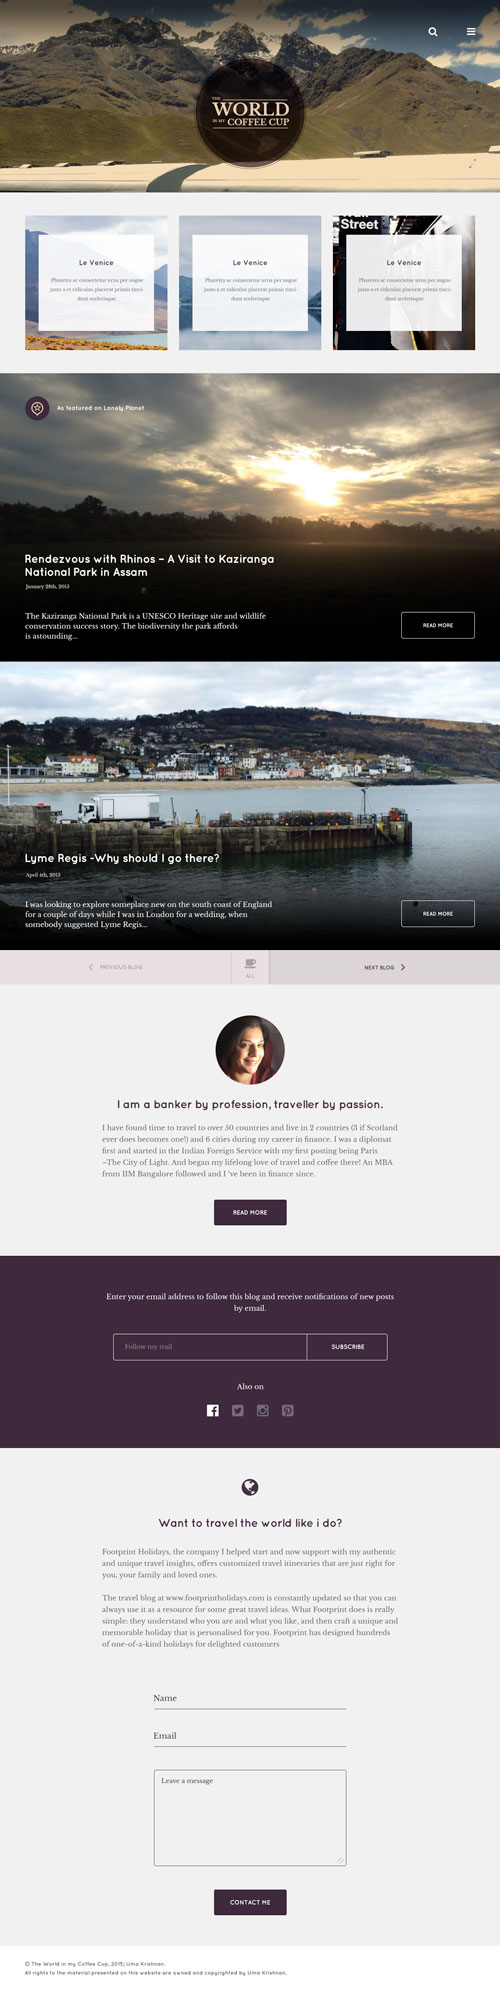 THE
WORLD
IN MY COFFEE CUP
Wall
Street
Le Venice
Pharetra ac consectetur urna per augue
justo a et ridiculus placerat primis tinci-
dunt scelerisque.
Le Venice
Pharetra ac consectetur urna per augue
justo a et ridiculus placerat primis tinci-
dunt scelerisque.
Le Venice
Pharetra ac consectetur urna per augue
justo a et ridiculus placerat primis tinci-
dunt scelerisque.
As featured on Lonely Planet
Rendezvous with Rhinos – A Visit to Kaziranga
National Park in Assam
January 28th, 2015
The Kaziranga National Park is a UNESCO Heritage site and wildlife
conservation success story. The biodiversity the park affords
is astounding...
READ MORE
Lyme Regis -Why should I go there?
April 4th, 2015
I was looking to explore someplace new on the south coast of England
for a couple of days while I was in London for a wedding, when
somebody suggested Lyme Regis...
READ MORE
PREVIOUS BLOG
ALL
NEXT BLOG
I am a banker by profession, traveller by passion.
I have found time to travel to over 50 countries and live in 2 countries (3 if Scotland
ever does becomes one!) and 6 cities during my career in finance. I was a diplomat
first and started in the Indian Foreign Service with my first posting being Paris
–The City of Light. And began my lifelong love of travel and coffee there! An MBA
from IIM Bangalore followed and I 've been in finance since.
READ MORE
Enter your email address to follow this blog and receive notifications of new posts
by email.
Follow my trail
SUBSCRIBE
Also on
Want to travel the world like i do?
Footprint Holidays, the company I helped start and now support with my authentic
and unique travel insights, offers customized travel itineraries that are just right for
you, your family and loved ones.
The travel blog at www.footprintholidays.com is constantly updated so that you can
always use it as a resource for some great travel ideas. What Footprint does is really
simple; they understand who you are and what you like, and then craft a unique and
memorable holiday that is personalised for you. Footprint has designed hundreds
of one-of-a-kind holidays for delighted customers
Name
Email
Leave a message
CONTACT ME
© The World in my Coffee Cup, 2015; Uma Krishnan.
All rights to the material presented on this website are owned and copyrighted by Uma Krishnan.